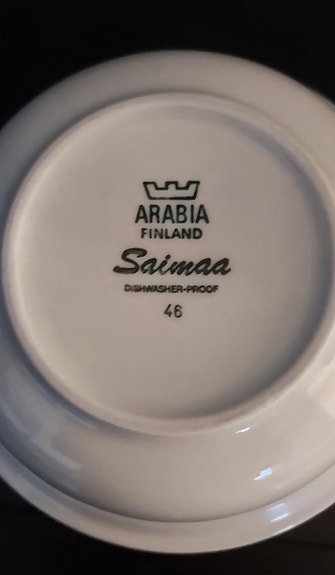 ARABIA
FINLAND
Saimaa
DISHWASHER-PROOF
46